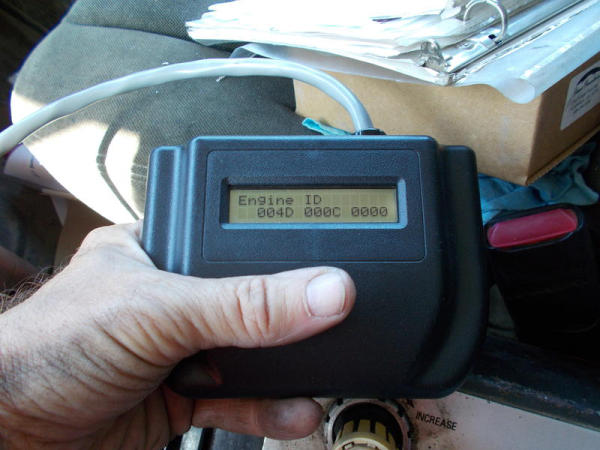 Engine ID
004D 000C 0000
INCREASE